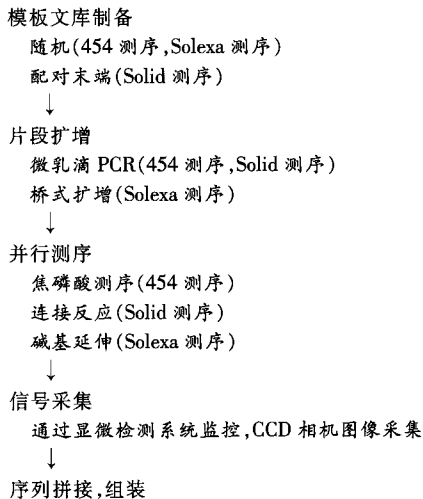 模板文库制备
随机(454 测序,Solexa 测序)
配对末端(Solid 测序)
↓
片段扩增
微乳滴 PCR(454 测序,Solid 测序)
桥式扩增(Solexa 测序)
↓
并行测序
焦磷酸测序(454 测序)
连接反应(Solid 测序)
碱基延伸(Solexa 测序)
↓
信号采集
通过显微检测系统监控,CCD 相机图像采集
↓
序列拼接,组装